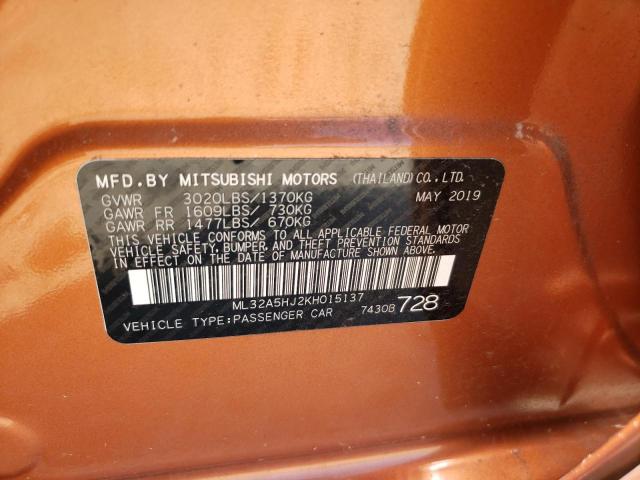 MFD.BY MITSUBISHI MOTORS (THAILAND)CO.,LTD.
GVWR 3020LBS/1370KG MAY 2019
GAWR FR 1609LBS/ 730KG
GAWR RR 1477LBS/ 670KG
THIS VEHICLE CONFORMS TO ALL APPLICABLE FEDERAL MOTOR
VEHICLE SAFETY, BUMPER, AND THEFT PREVENTION STANDARDS
IN EFFECT ON THE DATE OF MANUFACTURE SHOWN ABOVE.
ML32A5HJ2KH015137
VEHICLE TYPE:PASSENGER CAR 7430B 728